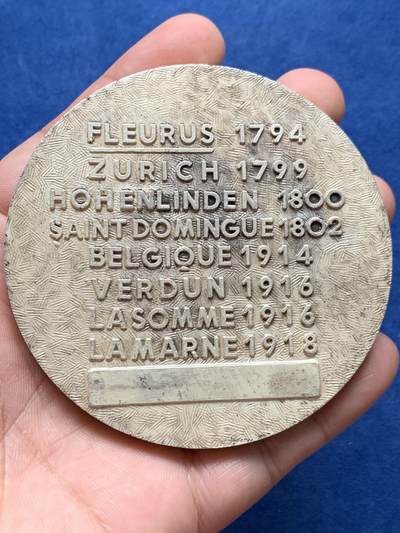 FLEURUS 1794
ZURICH 1799
HOHENLINDEN 1800
SAINT DOMINGUE 1802
BELGIQUE 1914
VERDUN 1916
LA SOMME 1916
LA MARNE 1918